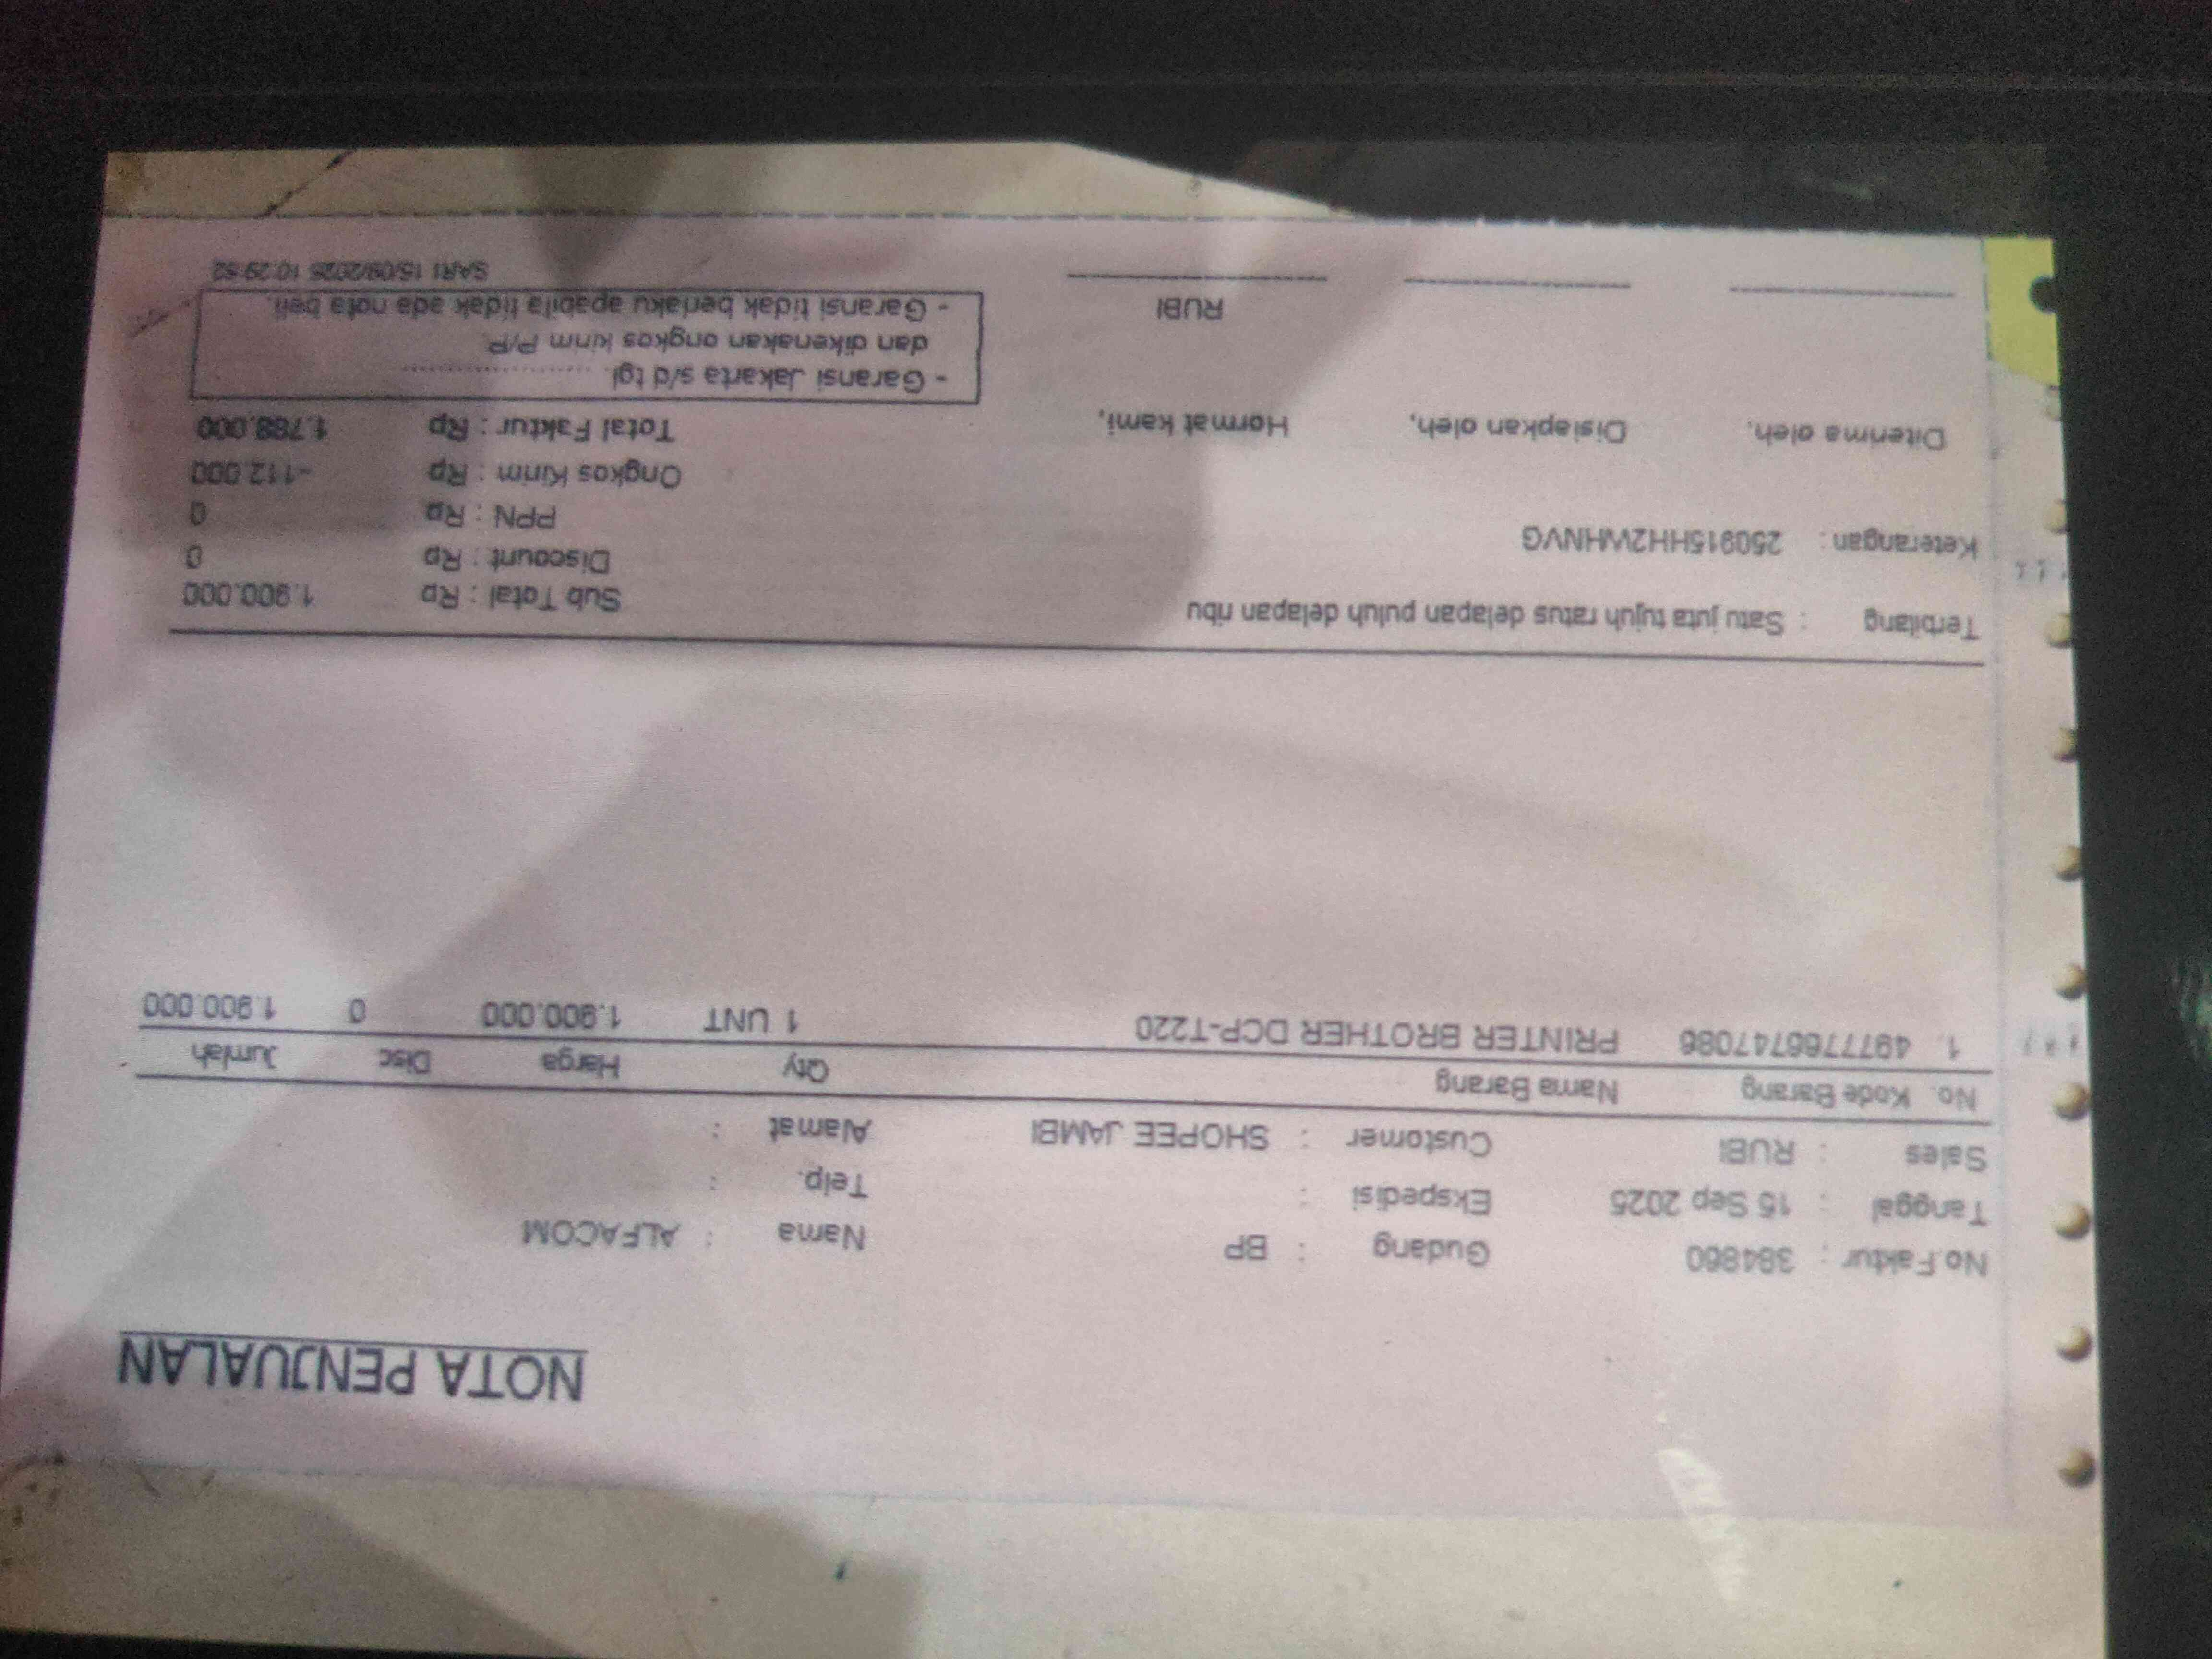 NOTA PENJUALAN
No.Faktur : 384860 Gudang : BP Nama : ALFACOM
Tanggal : 15 Sep 2025 Ekspedisi : Telp. :
Sales : RUBI Customer : SHOPEE JAMBI Alamat :
No. Kode Barang Nama Barang Qty Harga Disc Jumlah
1. 4977766747086 PRINTER BROTHER DCP-T220 1 UNT 1.900.000 0 1.900.000
Terbilang : Satu juta tujuh ratus delapan puluh delapan ribu Sub Total : Rp 1.900.000
Discount : Rp 0
Keterangan : 250915HH2WHNVG PPN : Rp 0
Ongkos Kirim : Rp -112.000
Diterima oleh, Disiapkan oleh, Hormat kami, Total Faktur : Rp 1.788.000
- Garansi Jakarta s/d tgl. ....................
dan dikenakan ongkos kirim P/P.
RUBI - Garansi tidak berlaku apabila tidak ada nota beli.
SARI 15/09/2025 10:29:52